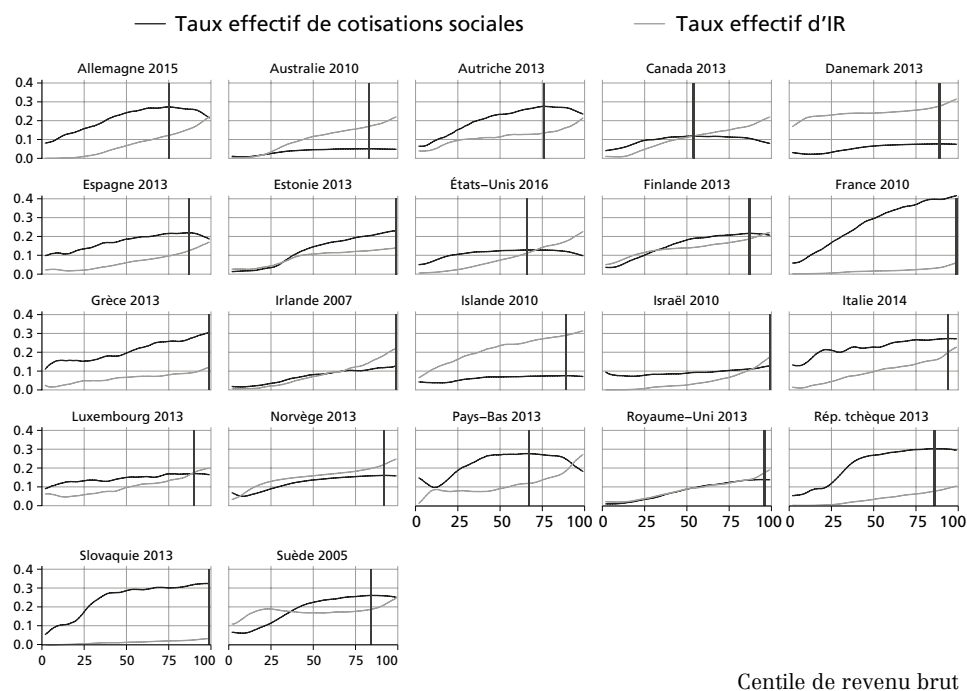 Taux effectif de cotisations sociales Taux effectif d'IR
Allemagne 2015 Australie 2010 Autriche 2013 Canada 2013 Danemark 2013
0.4
0.3
0.2
0.1
0.0
Espagne 2013 Estonie 2013 États–Unis 2016 Finlande 2013 France 2010
0.4
0.3
0.2
0.1
0.0
Grèce 2013 Irlande 2007 Islande 2010 Israël 2010 Italie 2014
0.4
0.3
0.2
0.1
0.0
Luxembourg 2013 Norvège 2013 Pays–Bas 2013 Royaume–Uni 2013 Rép. tchèque 2013
0.4
0.3
0.2
0.1
0.0
0 25 50 75 100 0 25 50 75 100 0 25 50 75 100
Slovaquie 2013 Suède 2005
0.4
0.3
0.2
0.1
0.0
0 25 50 75 100 0 25 50 75 100
Centile de revenu brut